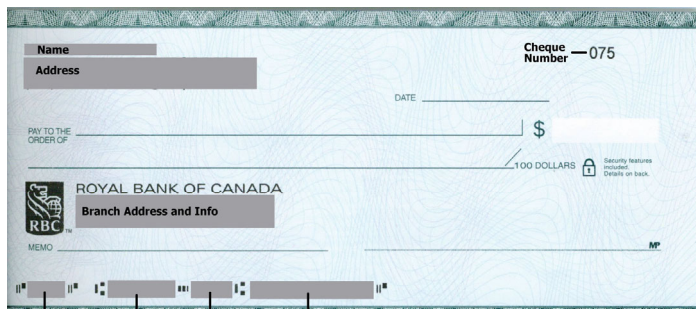 Name
Cheque Number — 075
Address
DATE
PAY TO THE ORDER OF
$
100 DOLLARS
Security features included. Details on back.
ROYAL BANK OF CANADA
RBC TM
Branch Address and Info
MEMO
MP